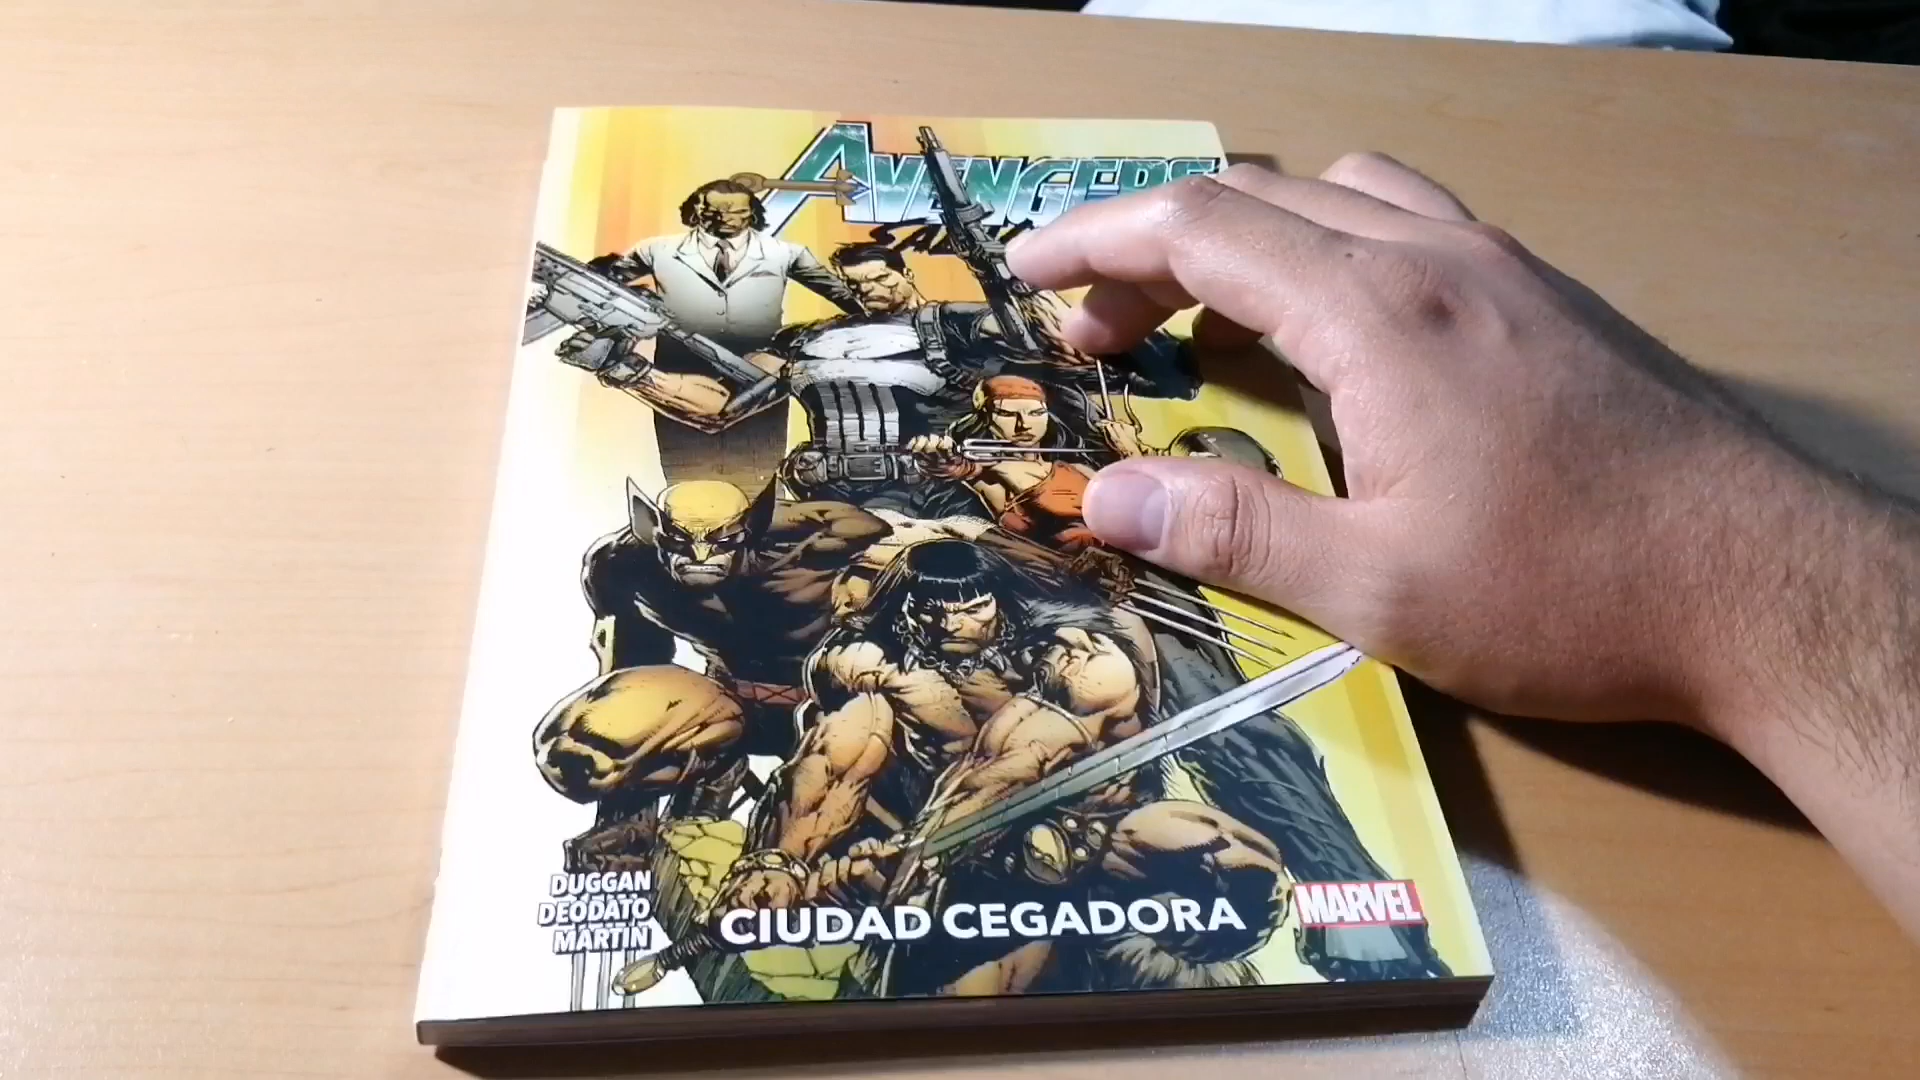 AVENGERS
DUGGAN
DEODATO
MARTIN
CIUDAD CEGADORA
MARVEL